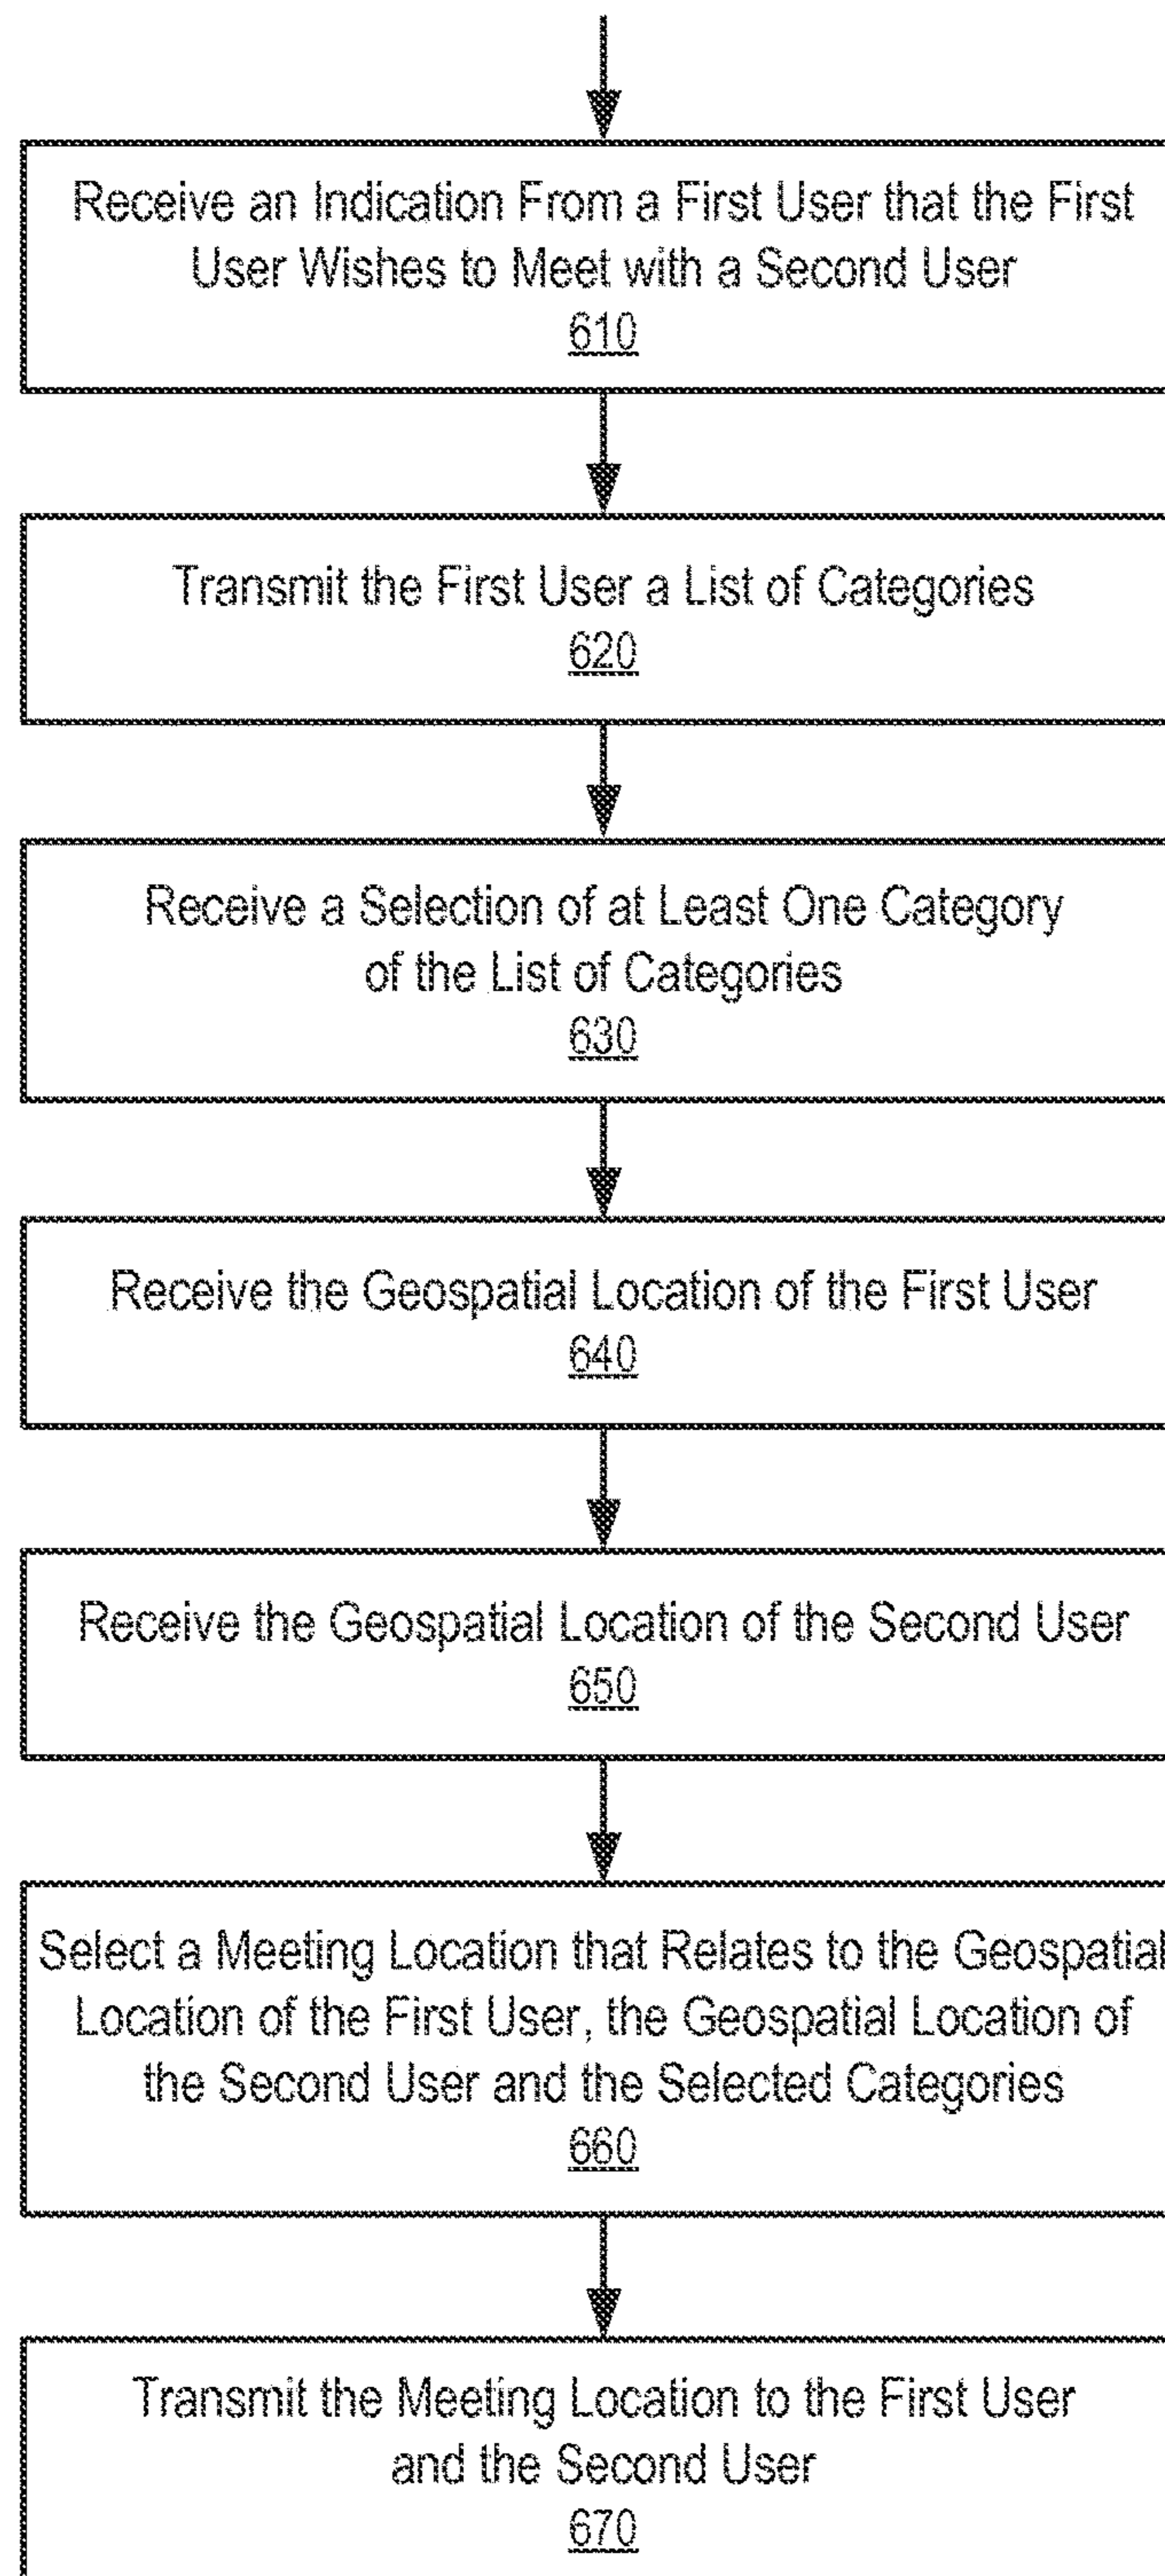 Receive an Indication From a First User that the First
User Wishes to Meet with a Second User
610
Transmit the First User a List of Categories
620
Receive a Selection of at Least One Category
of the List of Categories
630
Receive the Geospatial Location of the First User
640
Receive the Geospatial Location of the Second User
650
Select a Meeting Location that Relates to the Geospatial
Location of the First User, the Geospatial Location of
the Second User and the Selected Categories
660
Transmit the Meeting Location to the First User
and the Second User
670